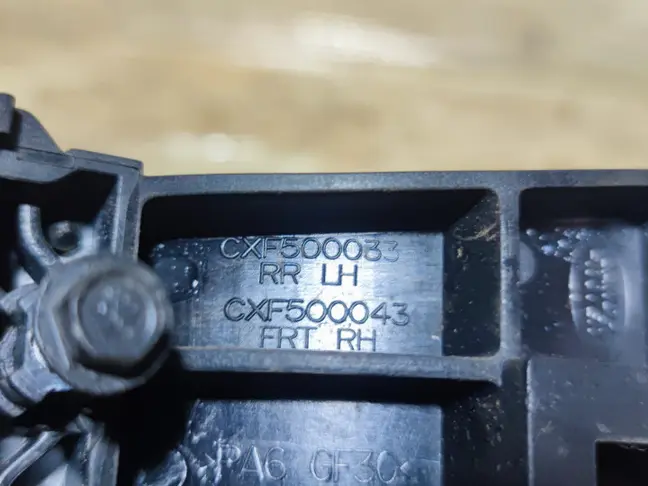 CXF500033
RR LH
CXF500043
FRT RH
>PA6 GF30<